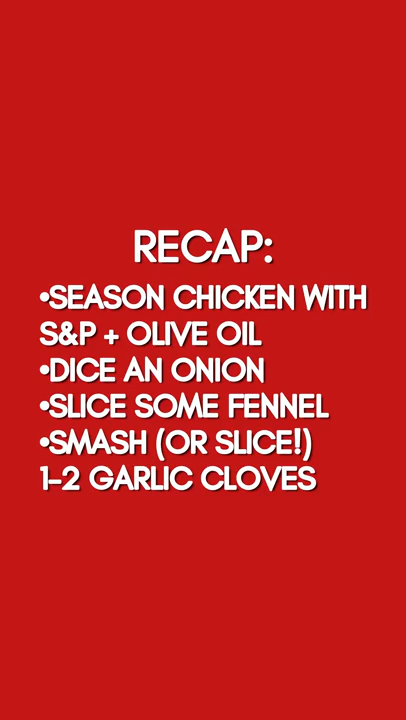 RECAP:
•SEASON CHICKEN WITH
S&P + OLIVE OIL
•DICE AN ONION
•SLICE SOME FENNEL
•SMASH (OR SLICE!)
1-2 GARLIC CLOVES